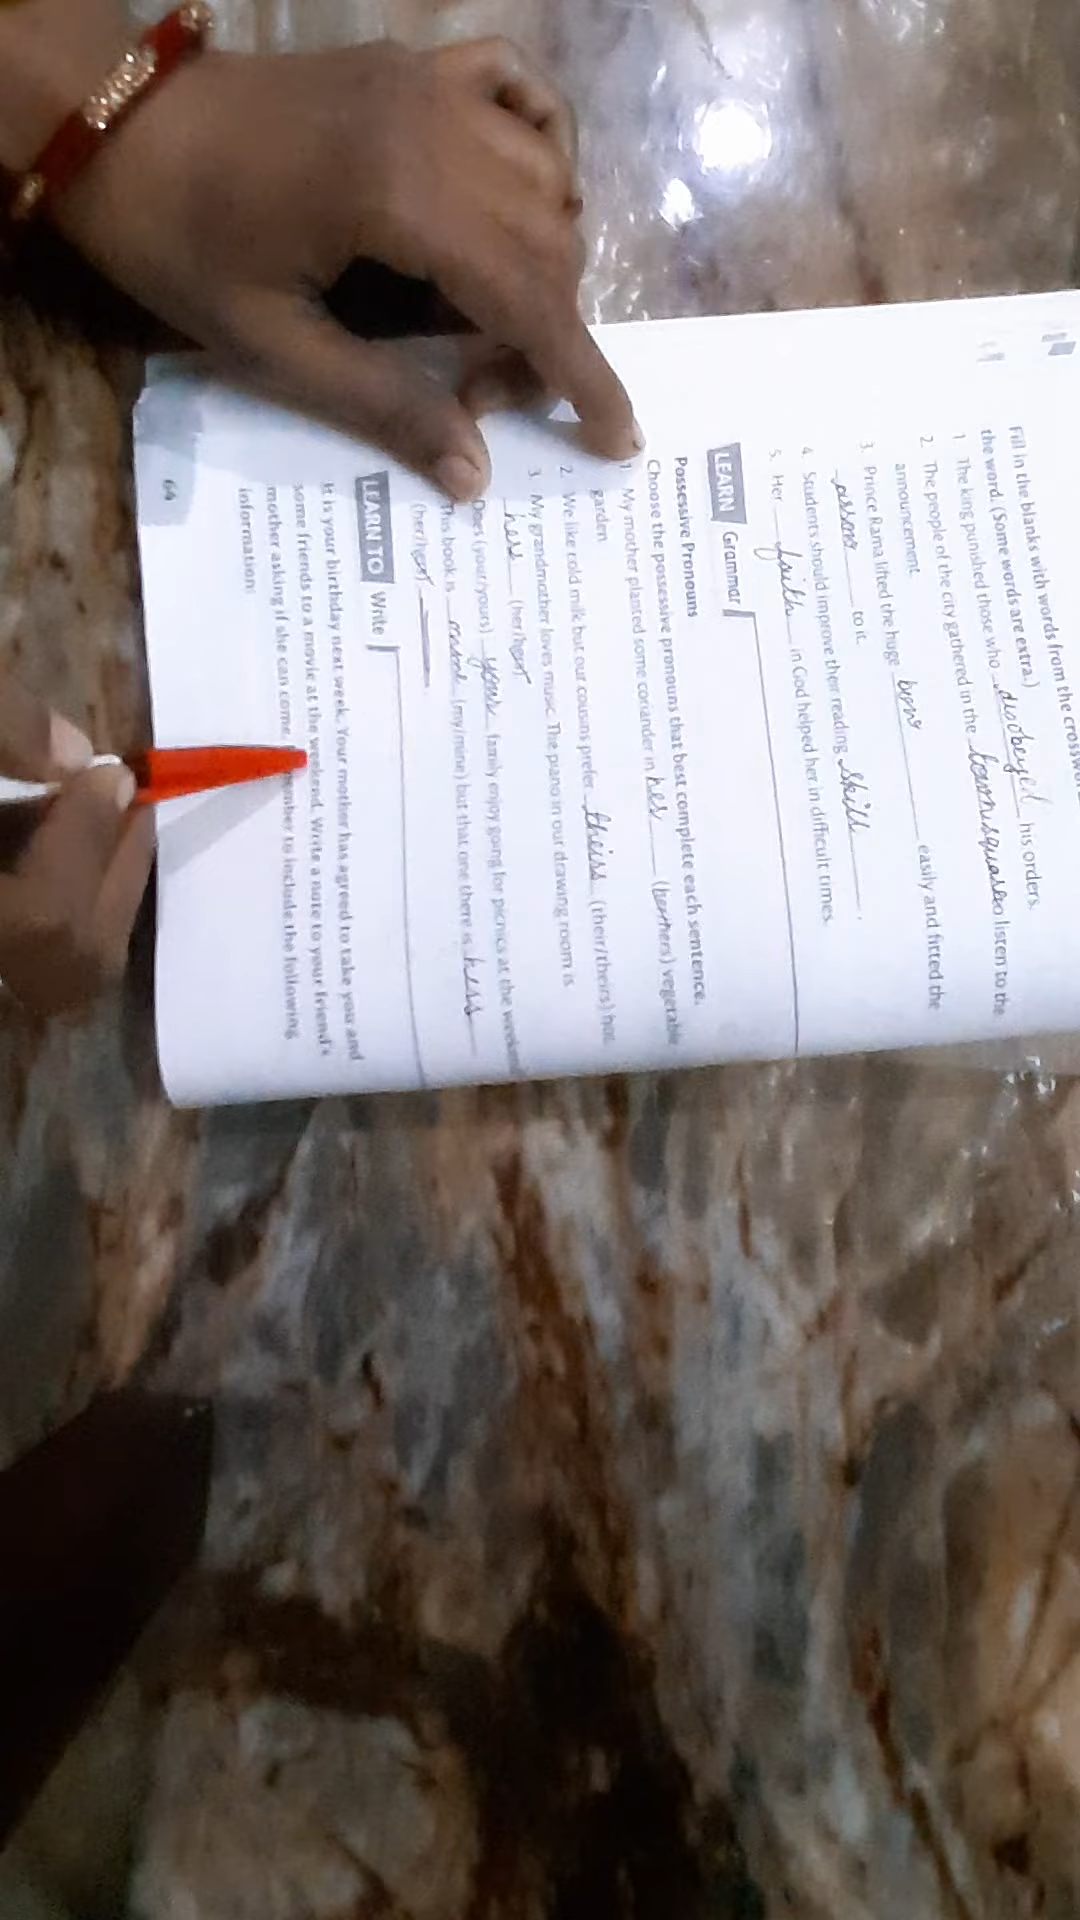 Fill in the blanks with words from the crossword
the word. (Some words are extra.)
1 The king punished those who disobeyed his orders.
2. The people of the city gathered in the town square to listen to the
announcement
3. Prince Rama lifted the huge bow easily and fitted the
to it.
4. Students should improve their reading skills.
5. Her faith in God helped her in difficult times.
LEARN Grammar
Possessive Pronouns
Choose the possessive pronouns that best complete each sentence.
1 My mother planted some coriander in her (her/hers) vegetable
garden
2. We like cold milk but our cousins prefer theirs (their/theirs) hot.
3. My grandmother loves music. The piano in our drawing room is
hers (her/hers)
Does (your/yours) your family enjoy going for picnics at the weekend
This book is mine (my/mine) but that one there is hers
(her/hers)
LEARN TO Write
It is your birthday next week. Your mother has agreed to take you and
some friends to a movie at the weekend. Write a note to your friend's
mother asking if she can come. to include the following
information:
64